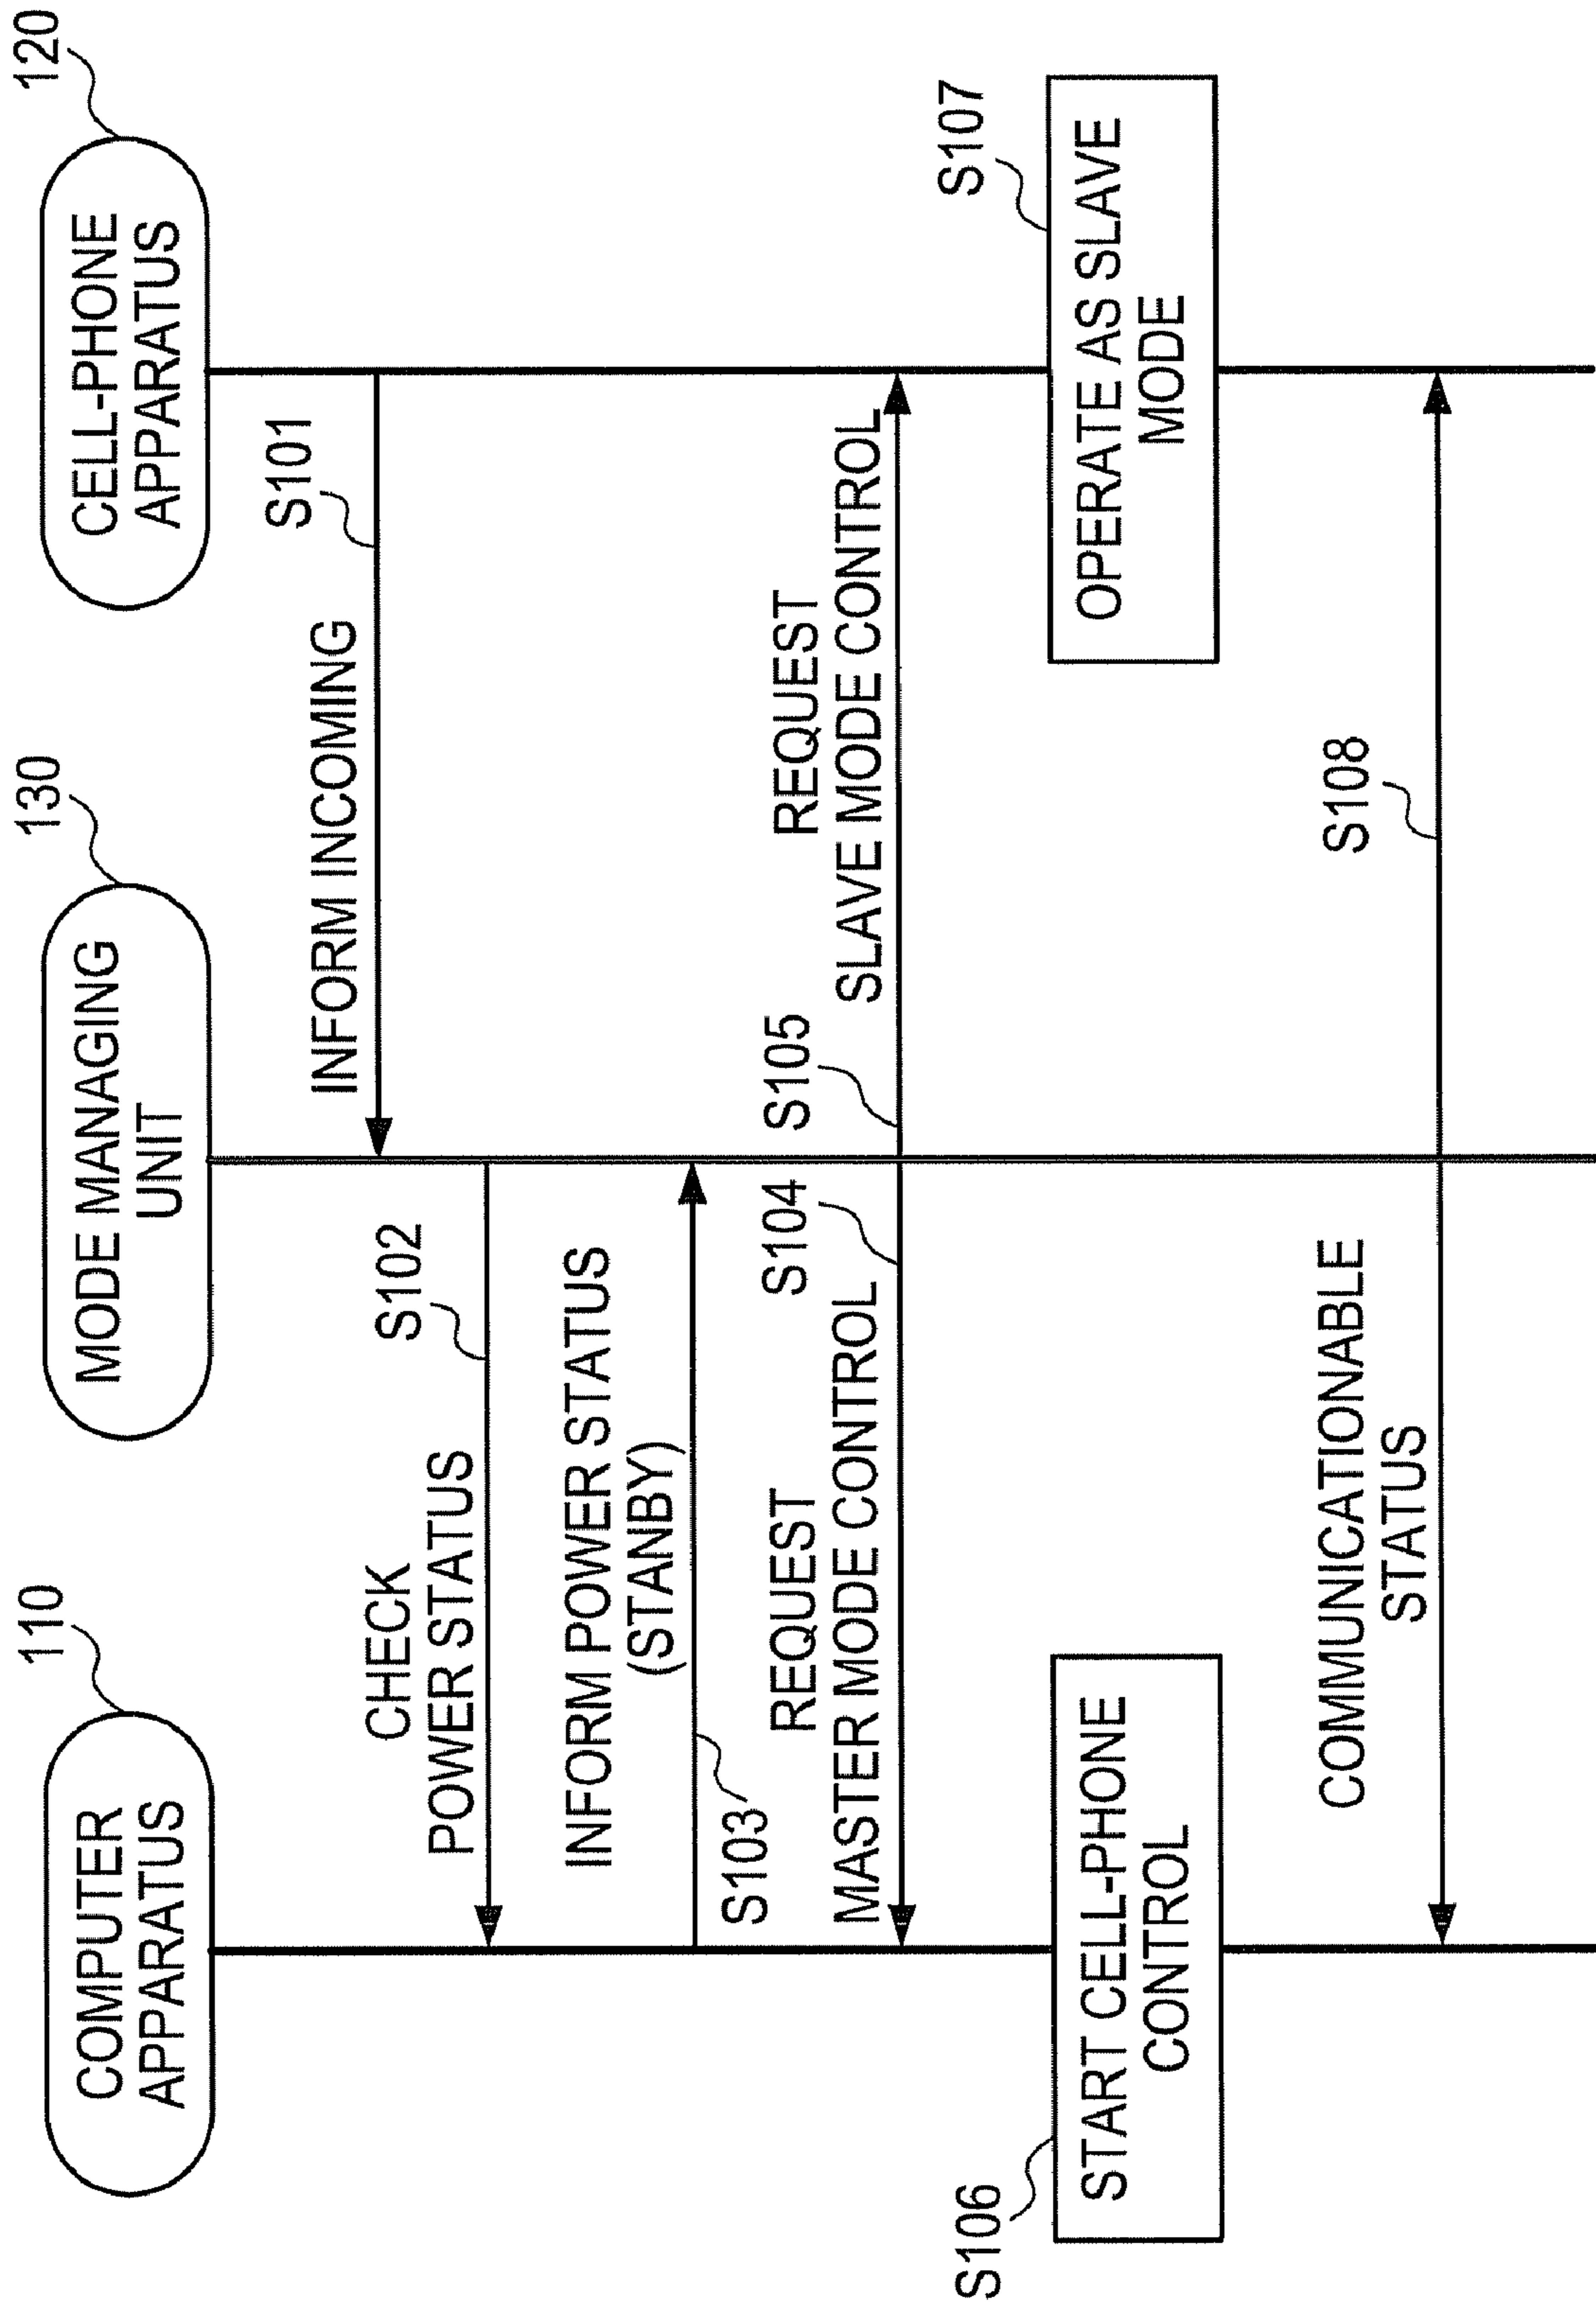 110
130
120
COMPUTER
APPARATUS
MODE MANAGING
UNIT
CELL-PHONE
APPARATUS
S101
INFORM INCOMING
CHECK
POWER STATUS
S102
INFORM POWER STATUS
(STANBY)
S103
REQUEST
MASTER MODE CONTROL
S104
S105
REQUEST
SLAVE MODE CONTROL
S106
START CELL-PHONE
CONTROL
S107
OPERATE AS SLAVE
MODE
COMMUNICATIONABLE
STATUS
S108